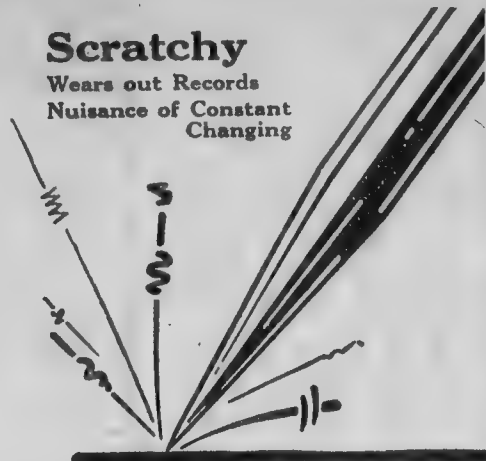 Scratchy
Wears out Records
Nuisance of Constant
Changing